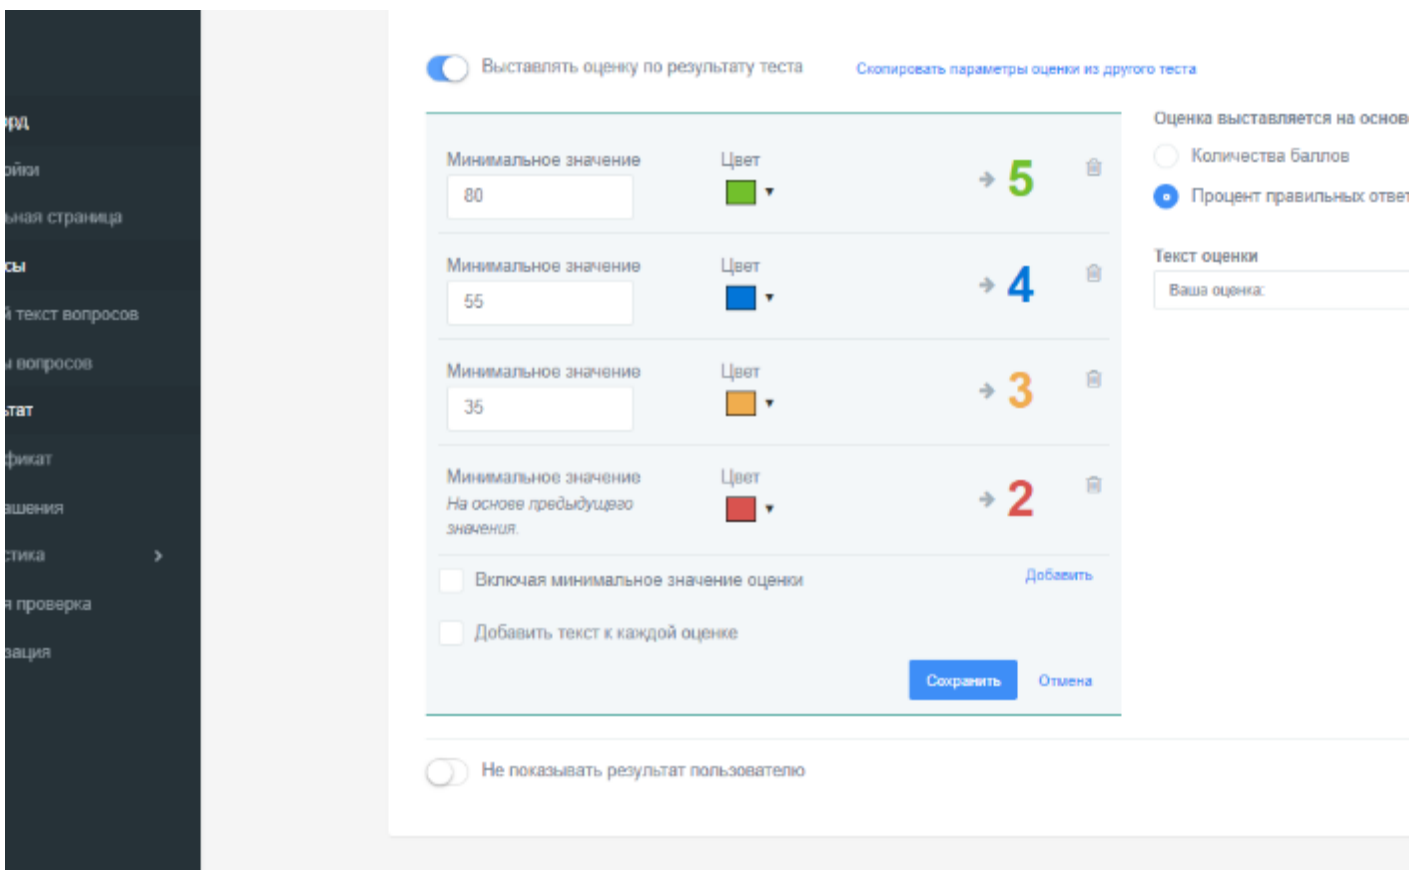 Выставлять оценку по результату теста
Скопировать параметры оценки из другого теста
Минимальное значение
Цвет
80
5
Минимальное значение
Цвет
55
4
Минимальное значение
Цвет
35
3
Минимальное значение
На основе предыдущего
значения.
Цвет
2
Включая минимальное значение оценки
Добавить
Добавить текст к каждой оценке
Сохранить
Отмена
Не показывать результат пользователю
Оценка выставляется на основ
Количества баллов
Процент правильных ответ
Текст оценки
Ваша оценка:
орд
ойки
ьная страница
сы
й текст вопросов
ы вопросов
ьтат
фикат
ашения
стика
я проверка
зация